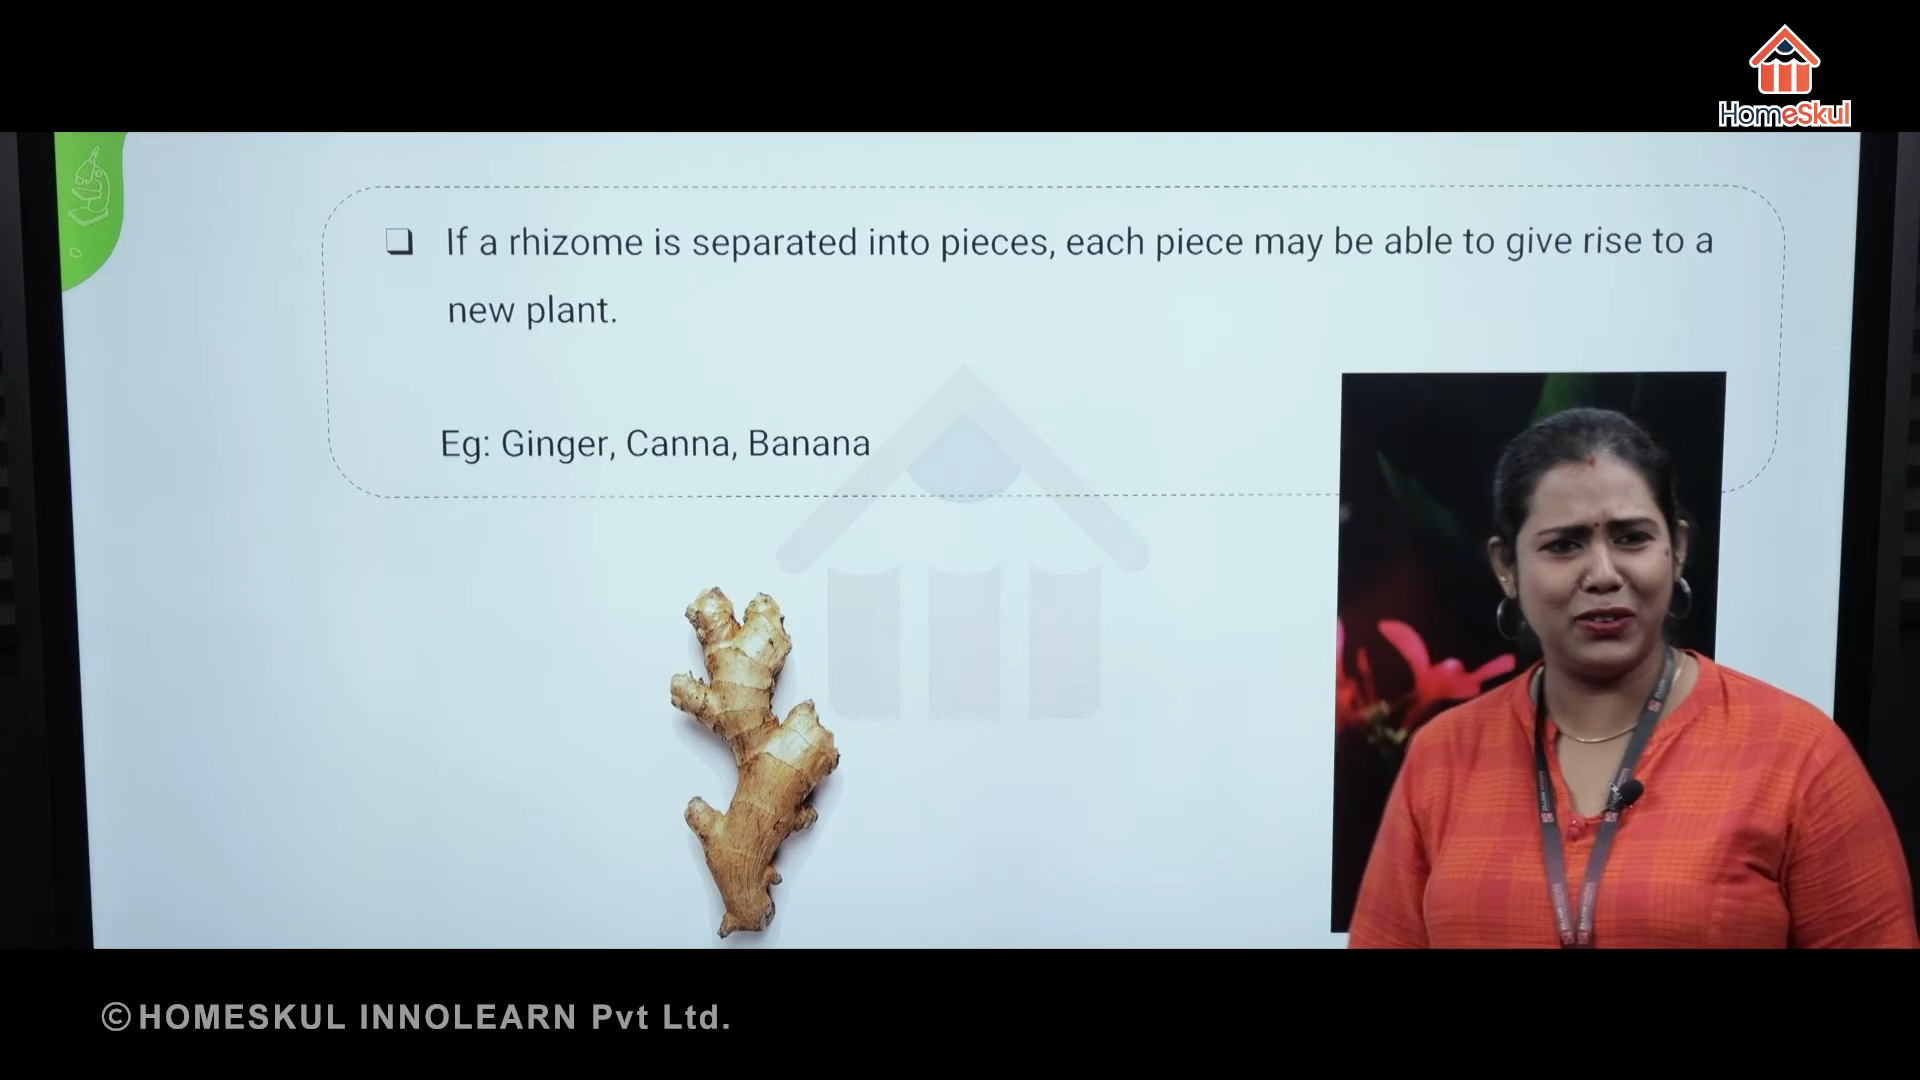 HomeSkul
❏ If a rhizome is separated into pieces, each piece may be able to give rise to a
new plant.
Eg: Ginger, Canna, Banana
©HOMESKUL INNOLEARN Pvt Ltd.